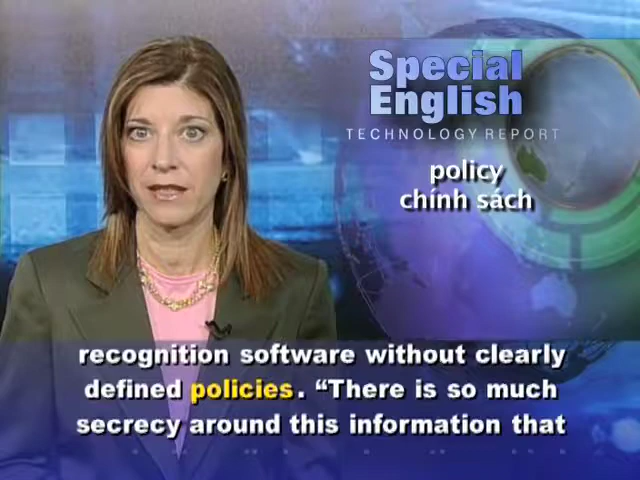 Special
English
TECHNOLOGY REPORT
policy
chính sách
recognition software without clearly
defined policies. “There is so much
secrecy around this information that